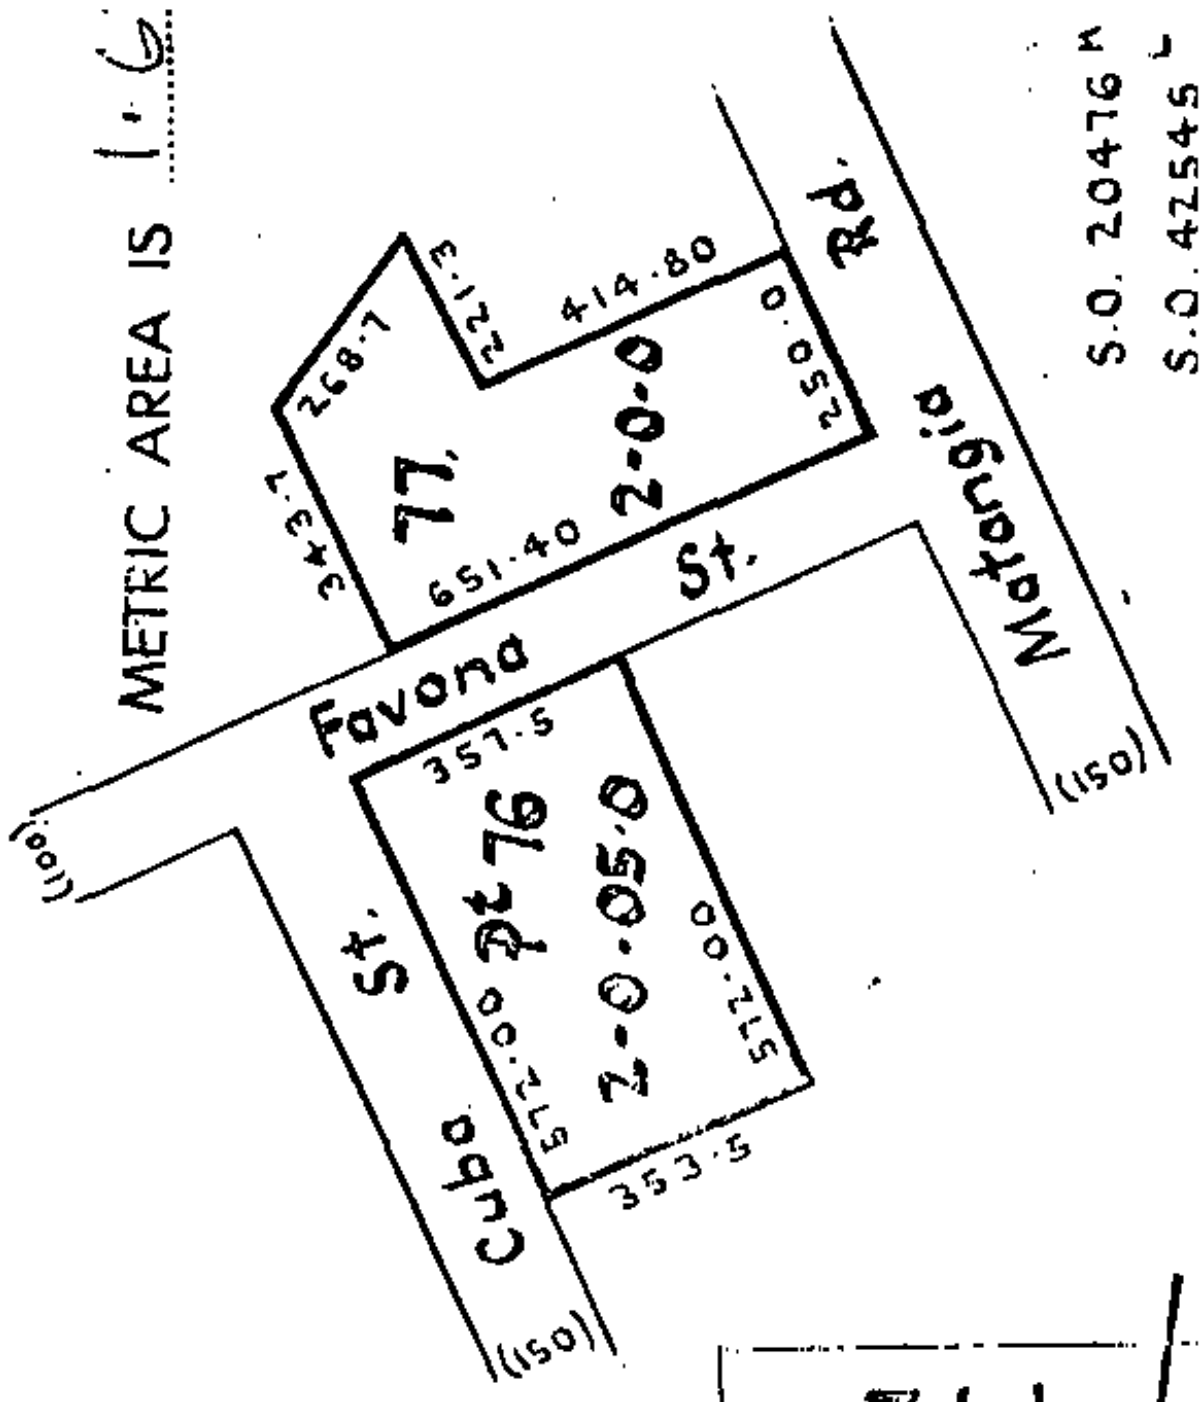 METRIC AREA IS 1.6
S.O. 20476 K
S.O. 42545 L
(100)
Favona St.
Cuba St.
(150)
Matangia Rd.
(150)
77.
2-0-0
343.7
268.7
221.3
414.80
250.0
651.40
Pt 76
2-0-05.0
357.5
572.00
572.00
353.5